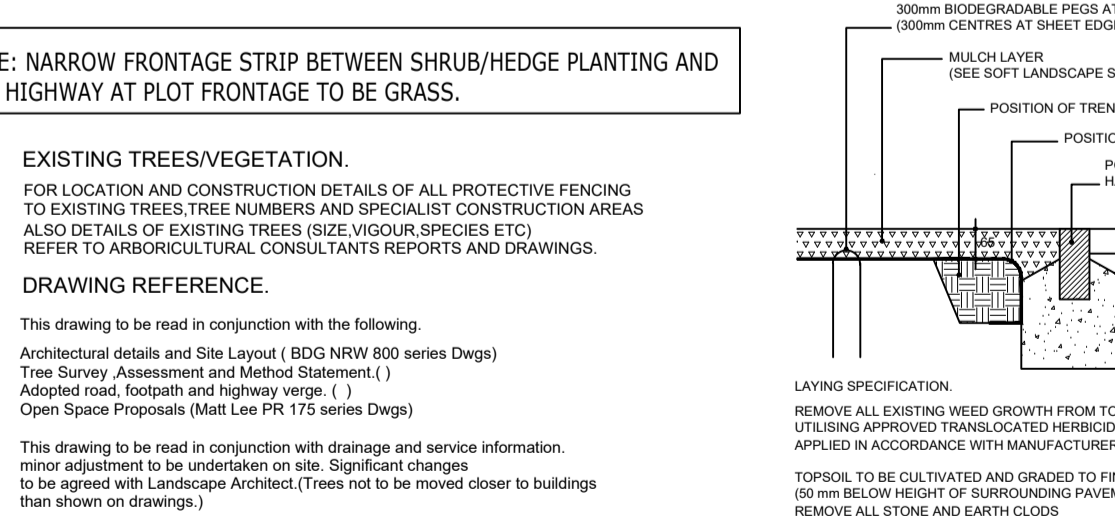 E: NARROW FRONTAGE STRIP BETWEEN SHRUB/HEDGE PLANTING AND
HIGHWAY AT PLOT FRONTAGE TO BE GRASS.
EXISTING TREES/VEGETATION.
FOR LOCATION AND CONSTRUCTION DETAILS OF ALL PROTECTIVE FENCING
TO EXISTING TREES,TREE NUMBERS AND SPECIALIST CONSTRUCTION AREAS
ALSO DETAILS OF EXISTING TREES (SIZE,VIGOUR,SPECIES ETC)
REFER TO ARBORICULTURAL CONSULTANTS REPORTS AND DRAWINGS.
DRAWING REFERENCE.
This drawing to be read in conjunction with the following.
Architectural details and Site Layout ( BDG NRW 800 series Dwgs)
Tree Survey ,Assessment and Method Statement.( )
Adopted road, footpath and highway verge. ( )
Open Space Proposals (Matt Lee PR 175 series Dwgs)
This drawing to be read in conjunction with drainage and service information.
minor adjustment to be undertaken on site. Significant changes
to be agreed with Landscape Architect.(Trees not to be moved closer to buildings
than shown on drawings.)
300mm BIODEGRADABLE PEGS AT
(300mm CENTRES AT SHEET EDG
MULCH LAYER
(SEE SOFT LANDSCAPE S
POSITION OF TREN
POSITIO
H
65
LAYING SPECIFICATION.
REMOVE ALL EXISTING WEED GROWTH FROM TO
UTILISING APPROVED TRANSLOCATED HERBICID
APPLIED IN ACCORDANCE WITH MANUFACTURER
TOPSOIL TO BE CULTIVATED AND GRADED TO FI
(50 mm BELOW HEIGHT OF SURROUNDING PAVEM
REMOVE ALL STONE AND EARTH CLODS